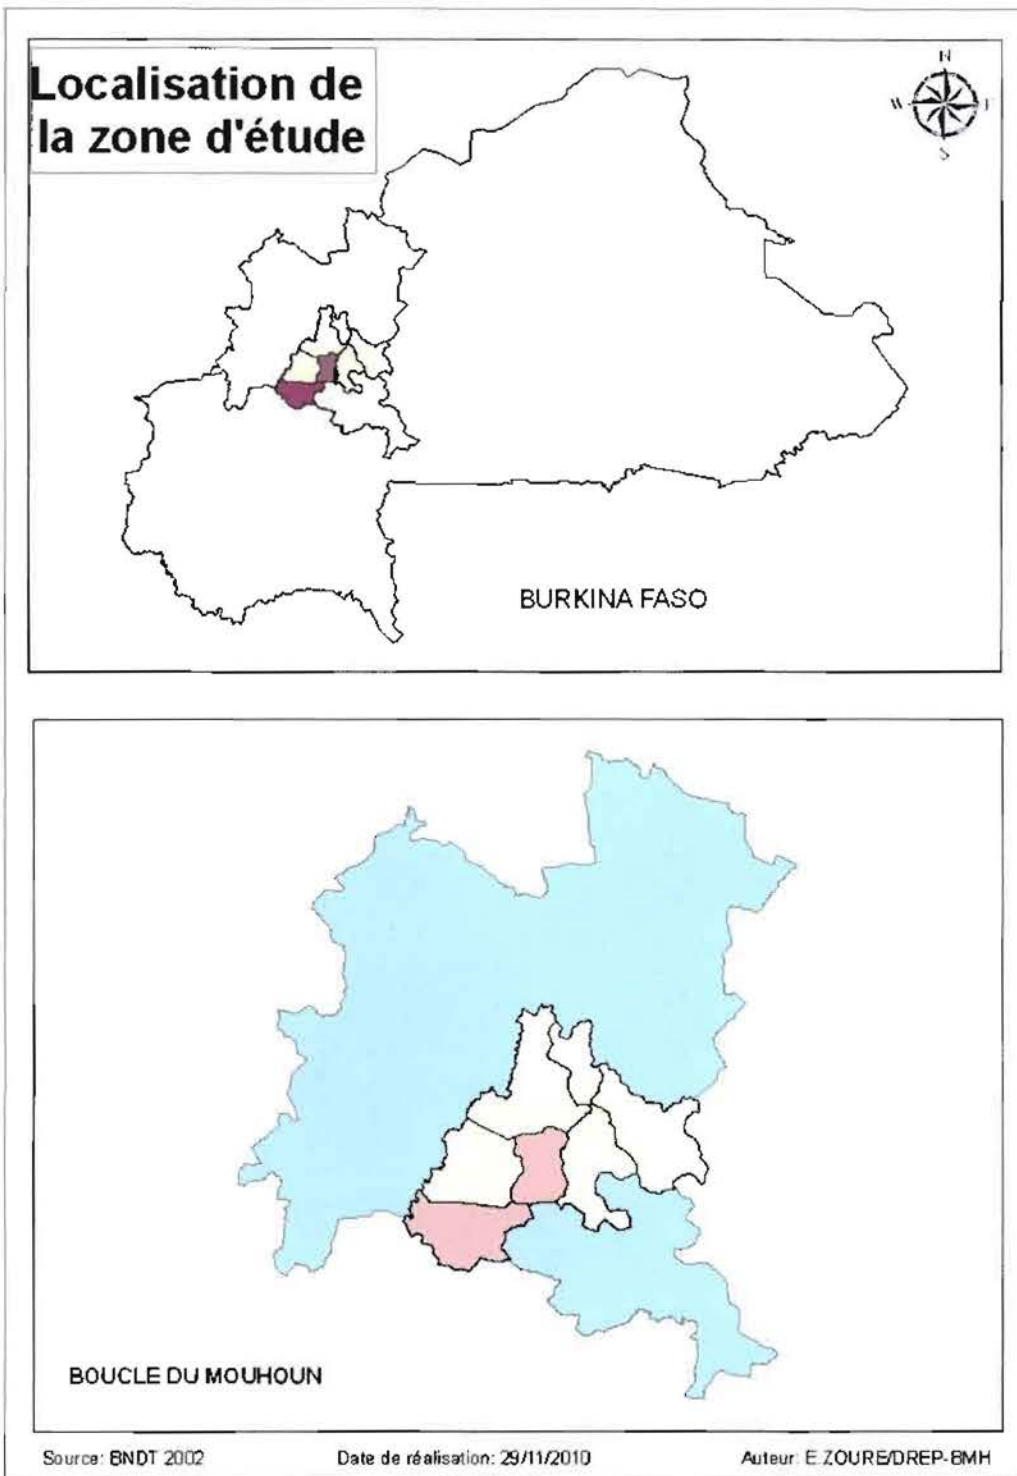 Localisation de
la zone d'étude
N
W E
S
BURKINA FASO
BOUCLE DU MOUHOUN
Source: BNDT 2002 Date de réalisation: 29/11/2010 Auteur: E.ZOURE/DREP-BMH